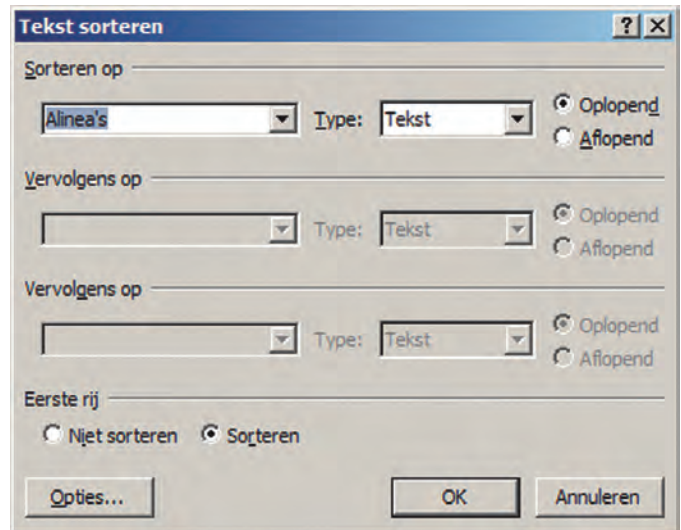 Tekst sorteren
Sorteren op
Alinea's Type: Tekst Oplopend
Aflopend
Vervolgens op
Type: Tekst Oplopend
Aflopend
Vervolgens op
Type: Tekst Oplopend
Aflopend
Eerste rij
Niet sorteren Sorteren
Opties... OK Annuleren